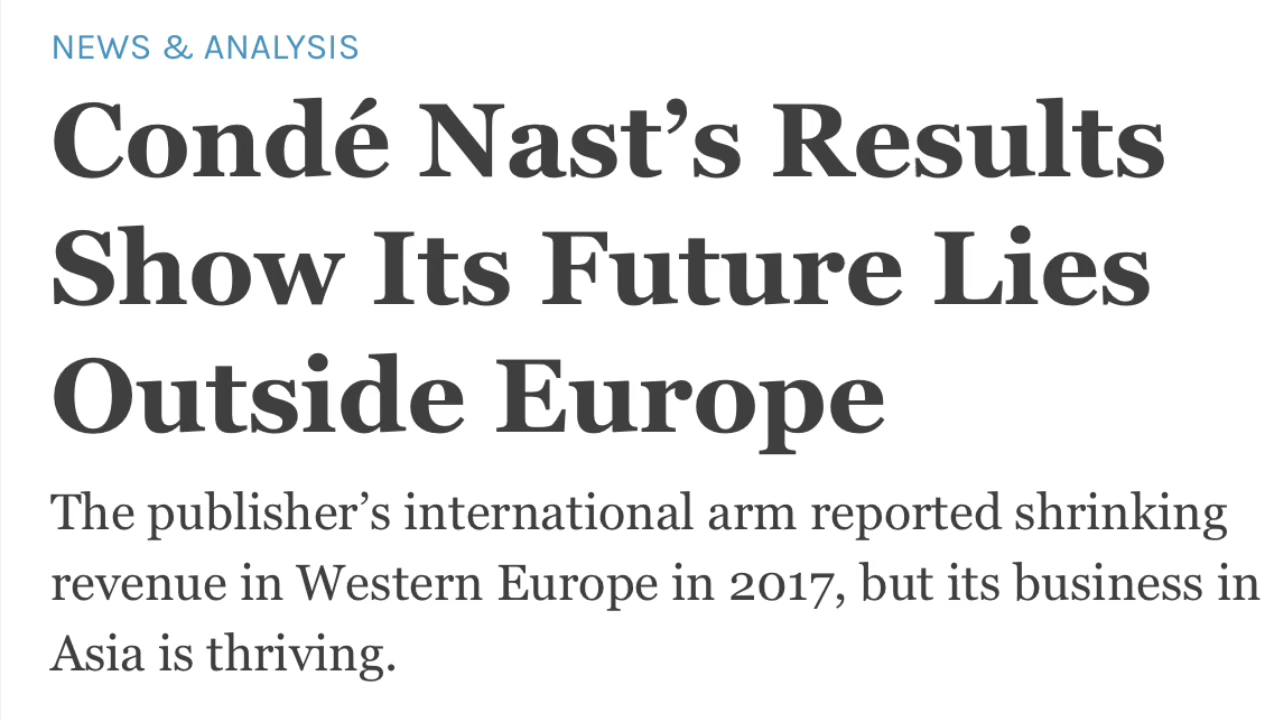 NEWS & ANALYSIS
Condé Nast’s Results
Show Its Future Lies
Outside Europe
The publisher’s international arm reported shrinking
revenue in Western Europe in 2017, but its business in
Asia is thriving.